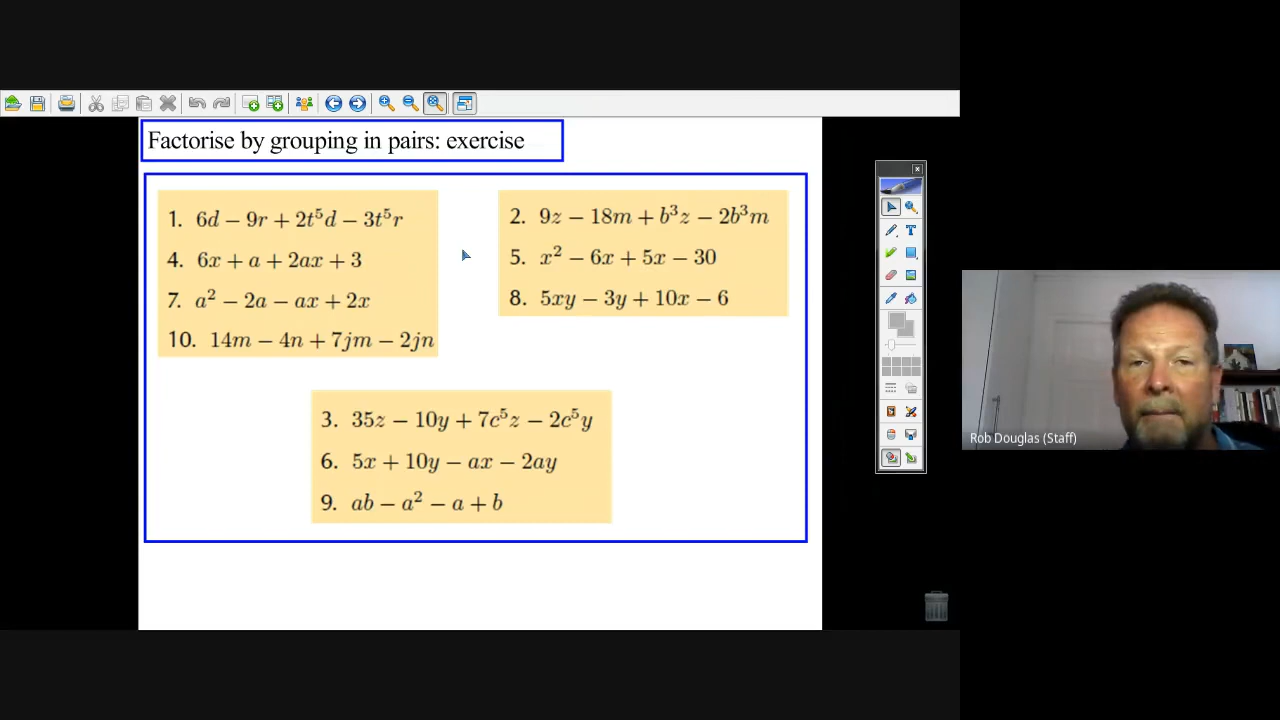 Factorise by grouping in pairs: exercise
1. 6d − 9r + 2t⁵d − 3t⁵r
4. 6x + a + 2ax + 3
7. a² − 2a − ax + 2x
10. 14m − 4n + 7jm − 2jn
2. 9z − 18m + b³z − 2b³m
5. x² − 6x + 5x − 30
8. 5xy − 3y + 10x − 6
3. 35z − 10y + 7c⁵z − 2c⁵y
6. 5x + 10y − ax − 2ay
9. ab − a² − a + b
Rob Douglas (Staff)